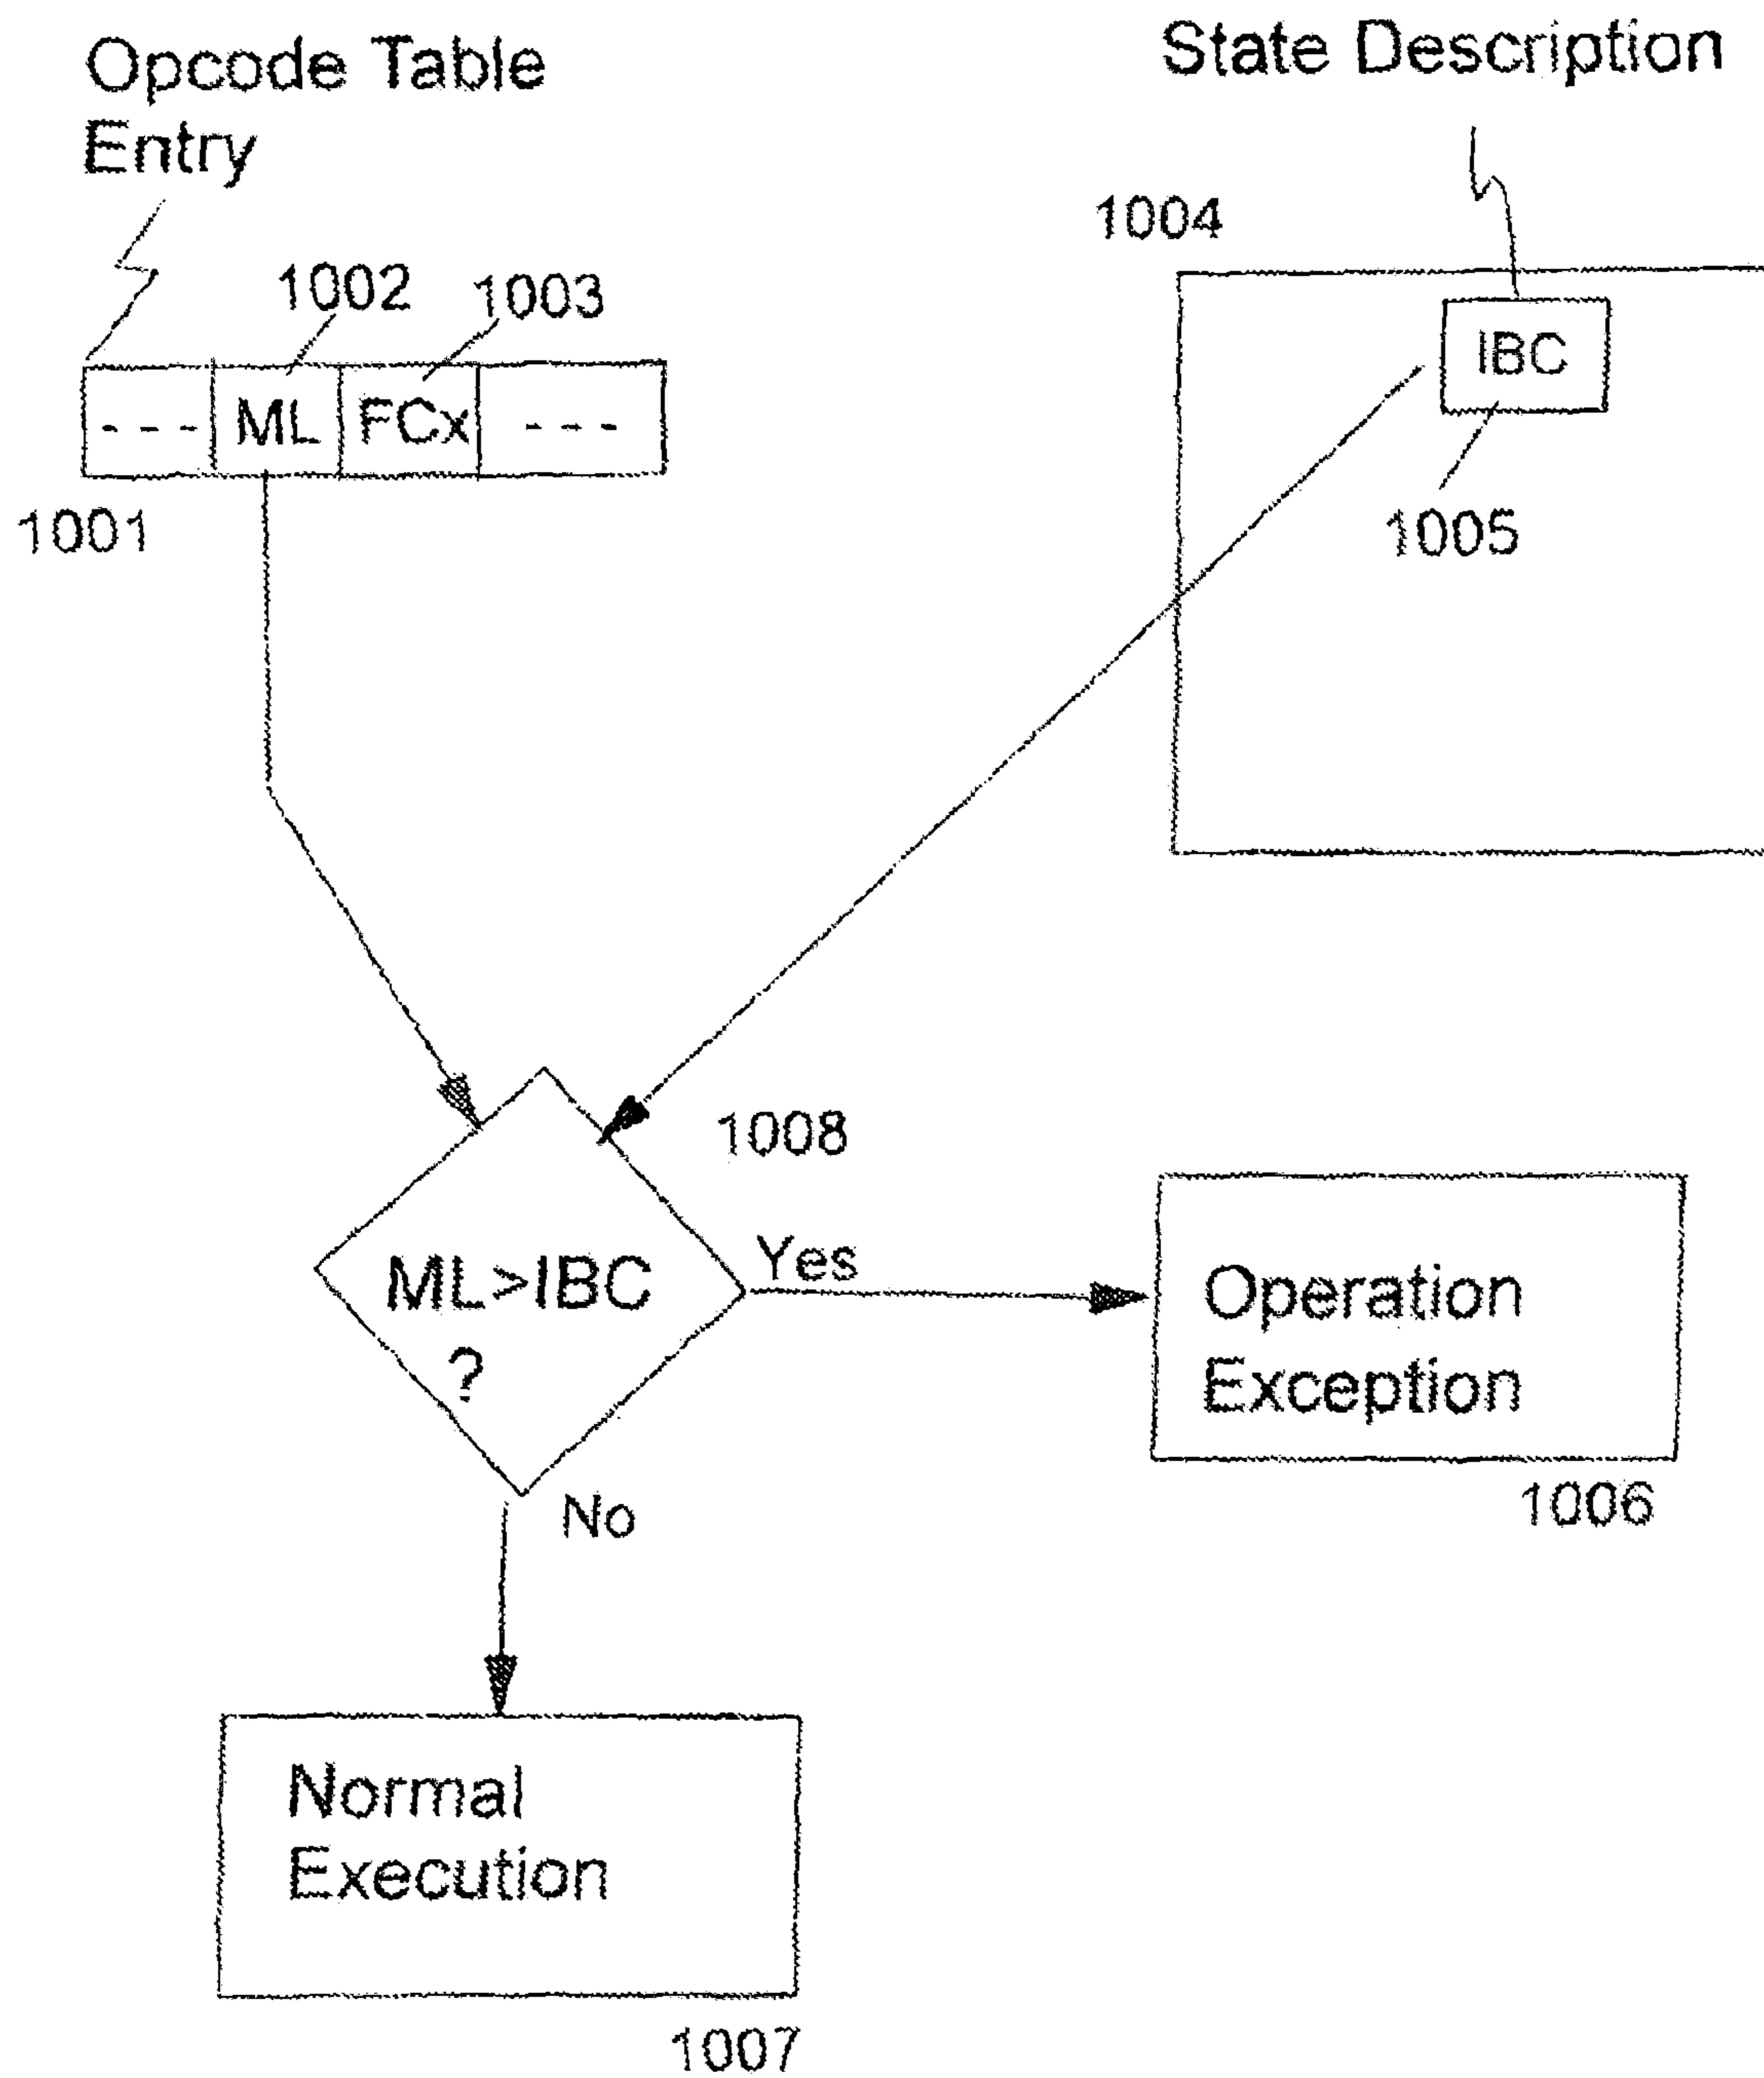 Opcode Table
Entry
State Description
1002
1003
1004
- - -
ML
FCx
- - -
IBC
1001
1005
1008
ML>IBC
?
Yes
Operation
Exception
1006
No
Normal
Execution
1007